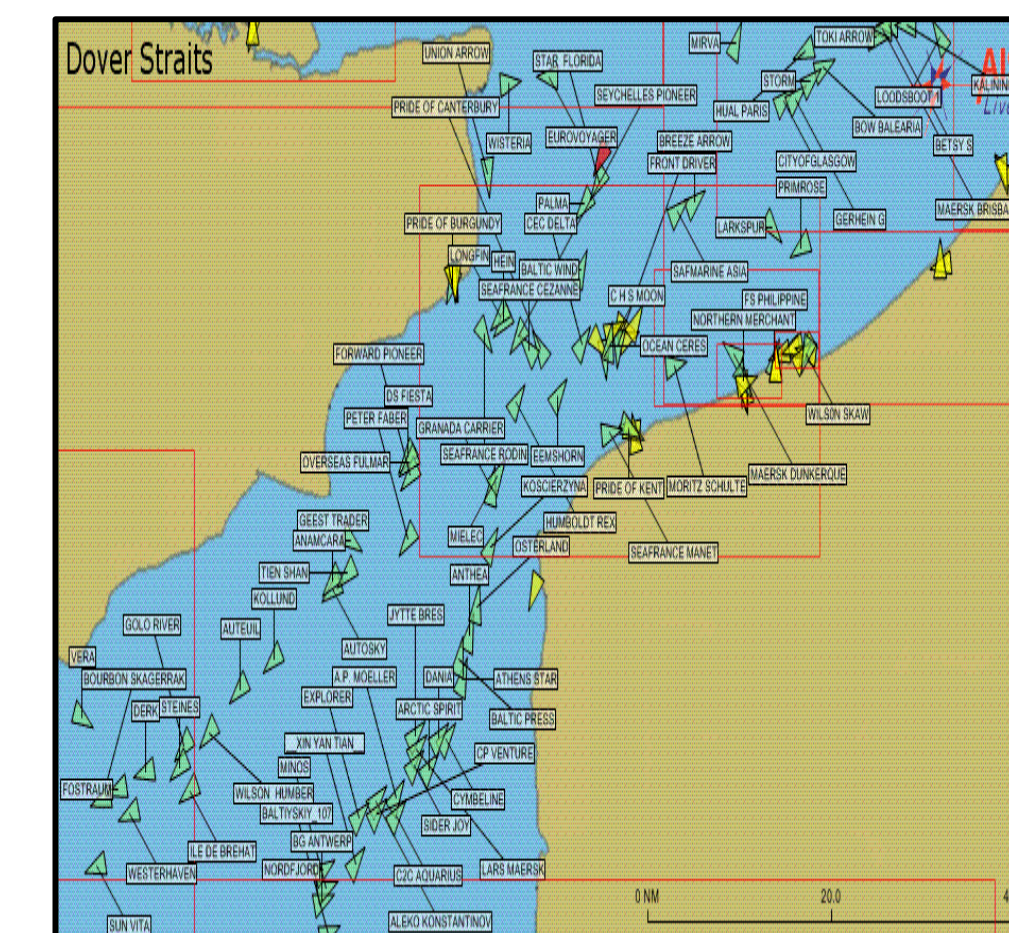 Dover Straits
UNION ARROW
STAR FLORIDA
MIRVA
TOKI ARROW
SEYCHELLES PIONEER
STORM
LOODSBOOT 1
PRIDE OF CANTERBURY
HUAL PARIS
BOW BALEARIA
WISTERIA
EUROVOYAGER
BREEZE ARROW
BETSY S
FRONT DRIVER
CITYOFGLASGOW
PRIMROSE
PALMA
CEC DELTA
PRIDE OF BURGUNDY
LARKSPUR
GERHEIN G
LONGFIN
HEIN
BALTIC WIND
SAFMARINE ASIA
SEAFRANCE CEZANNE
C H S MOON
FS PHILIPPINE
NORTHERN MERCHANT
FORWARD PIONEER
OCEAN CERES
DS FIESTA
PETER FABER
GRANADA CARRIER
WILSON SKAW
OVERSEAS FULMAR
SEAFRANCE RODIN
EEMSHORN
KOSCIERZYNA
PRIDE OF KENT
MORITZ SCHULTE
MAERSK DUNKERQUE
GEEST TRADER
HUMBOLDT REX
ANAMCARA
MIELEC
OSTERLAND
SEAFRANCE MANET
TIEN SHAN
ANTHEA
KOLLUND
GOLO RIVER
AUTEUIL
JYTTE BRES
VERA
AUTOSKY
BOURBON SKAGERRAK
A.P. MOELLER
DANIA
ATHENS STAR
EXPLORER
DERK
STEINES
ARCTIC SPIRIT
BALTIC PRESS
XIN YAN TIAN
CP VENTURE
MINOS
FOSTRAUM
WILSON HUMBER
CYMBELINE
BALTIYSKIY_107
SIDER JOY
BG ANTWERP
ILE DE BREHAT
WESTERHAVEN
NORDFJORD
C2C AQUARIUS
LARS MAERSK
0 NM
20.0
SUN VITA
ALEKO KONSTANTINOV